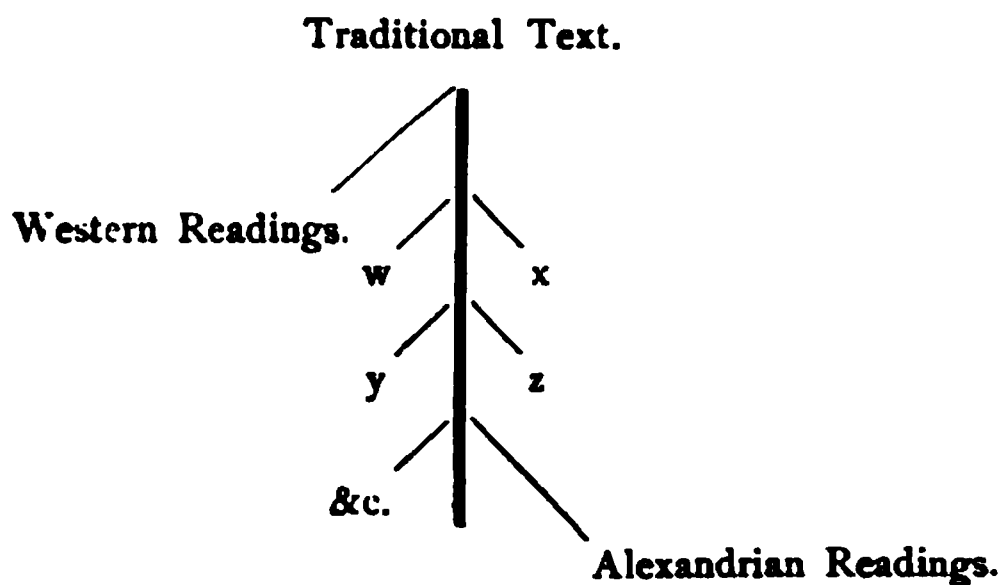 Traditional Text.
Western Readings.
w x
y z
&c.
Alexandrian Readings.